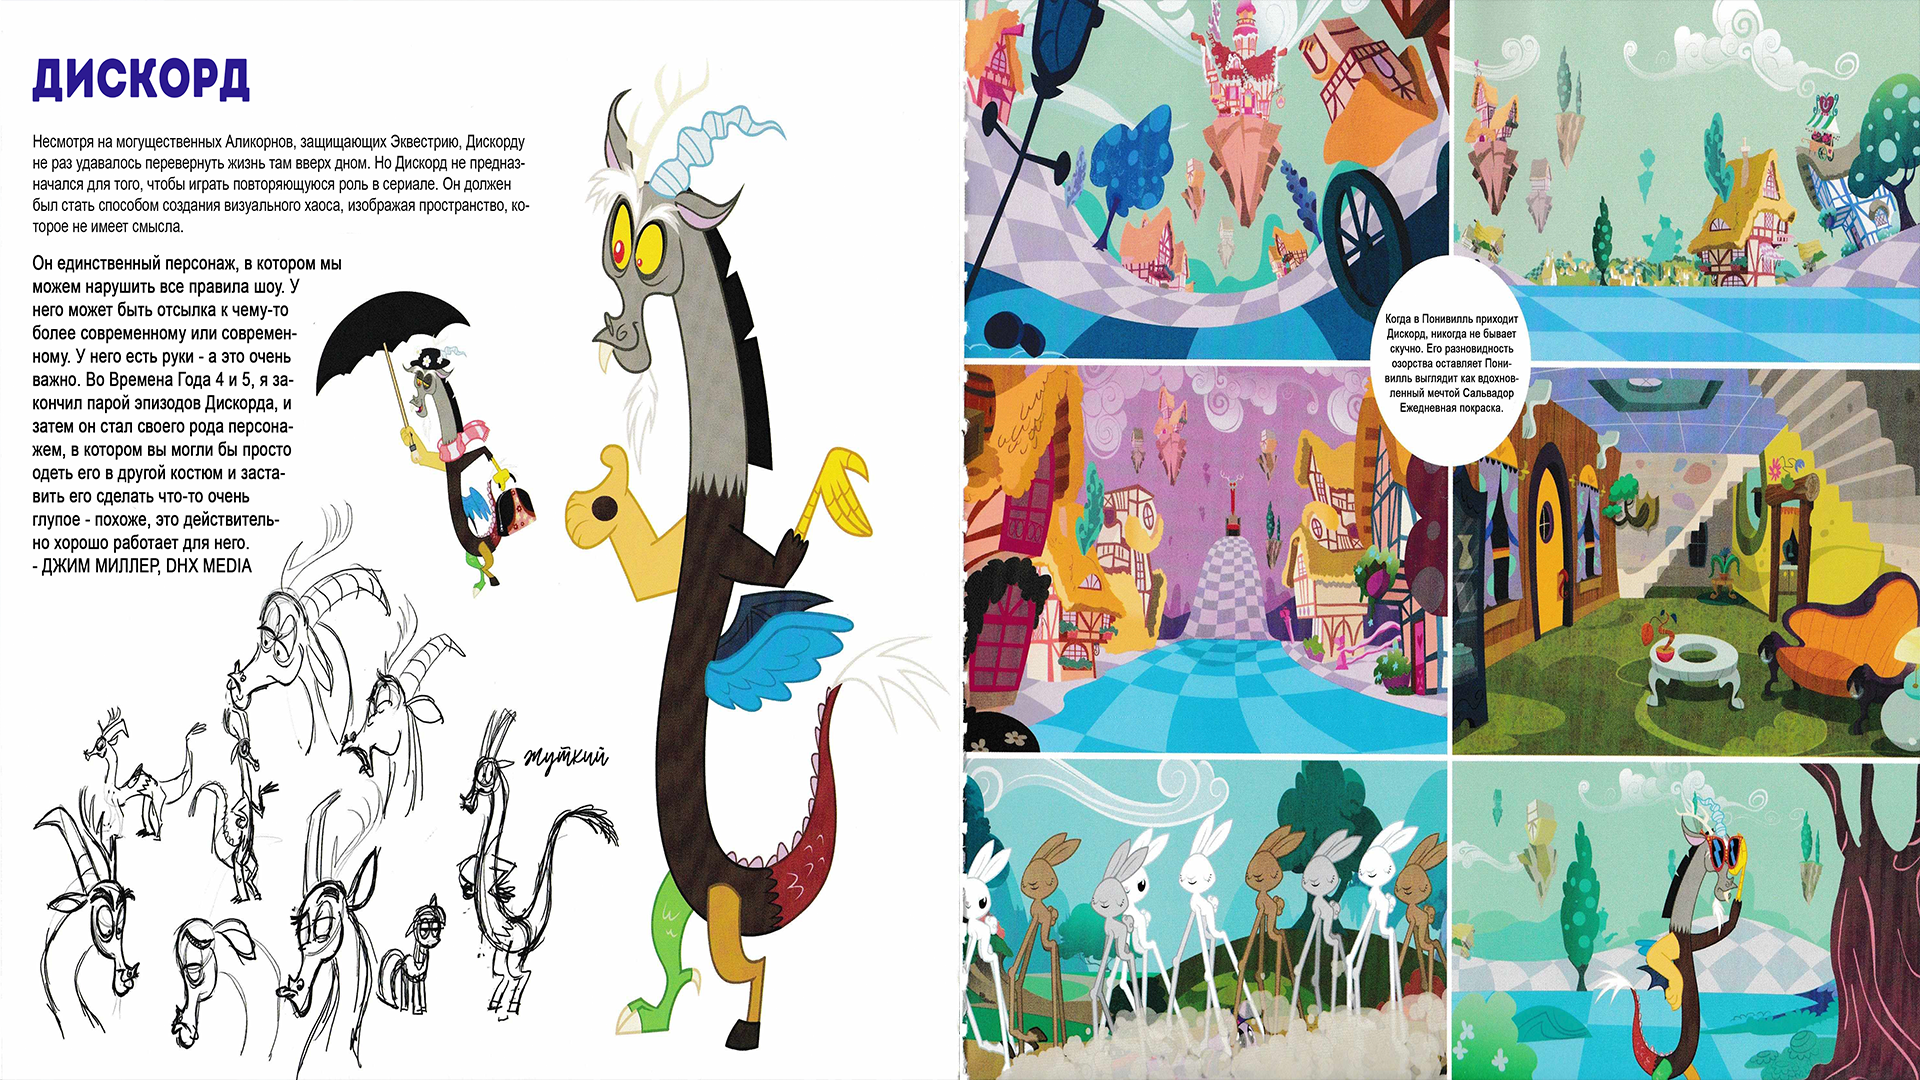 ДИСКОРД
Несмотря на могущественных Аликорнов, защищающих Эквестрию, Дискорду
не раз удавалось перевернуть жизнь там вверх дном. Но Дискорд не предназ-
начался для того, чтобы играть повторяющуюся роль в сериале. Он должен
был стать способом создания визуального хаоса, изображая пространство, ко-
торое не имеет смысла.
Он единственный персонаж, в котором мы
можем нарушить все правила шоу. У
него может быть отсылка к чему-то
более современному или современ-
ному. У него есть руки - а это очень
важно. Во Времена Года 4 и 5, я за-
кончил парой эпизодов Дискорда, и
затем он стал своего рода персона-
жем, в котором вы могли бы просто
одеть его в другой костюм и заста-
вить его сделать что-то очень
глупое - похоже, это действитель-
но хорошо работает для него.
- ДЖИМ МИЛЛЕР, DHX MEDIA
жуткий
Когда в Понивилль приходит
Дискорд, никогда не бывает
скучно. Его разновидность
озорства оставляет Пони-
вилль выглядит как вдохнов-
ленный мечтой Сальвадор
Ежедневная покраска.